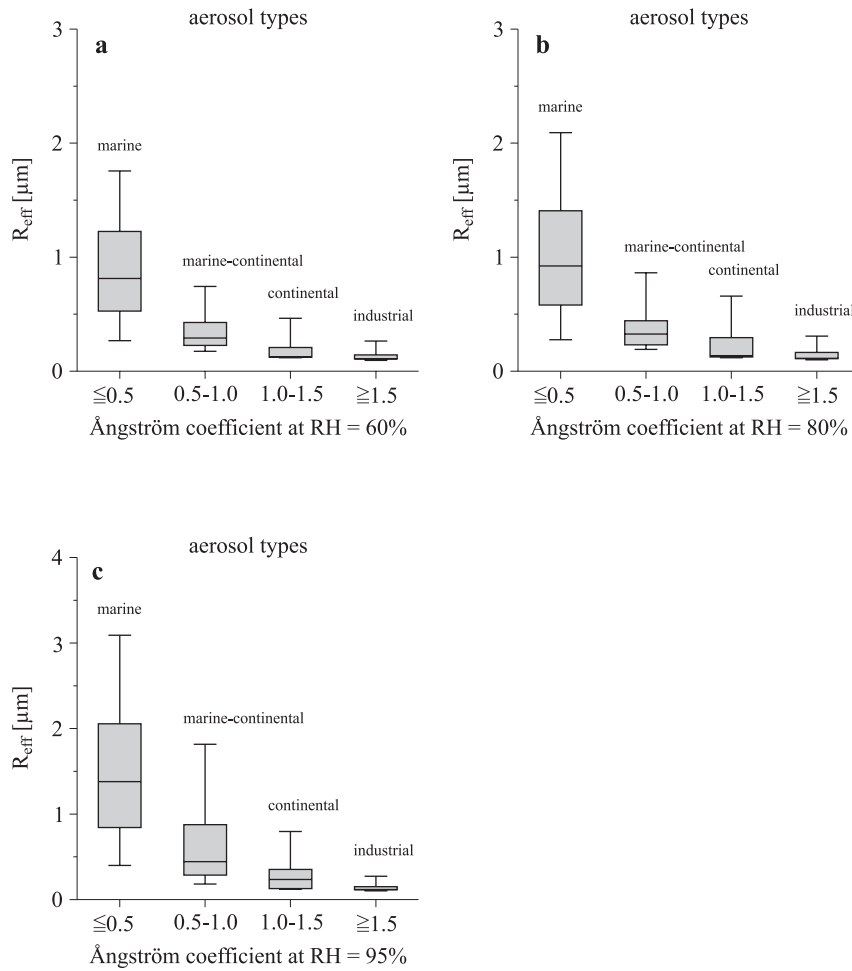 aerosol types
a
3
marine
2
R_eff [μm]
marine-continental
1
continental
industrial
0
≦0.5 0.5-1.0 1.0-1.5 ≧1.5
Ångström coefficient at RH = 60%
aerosol types
b
3
marine
2
R_eff [μm]
marine-continental
continental
1
industrial
0
≦0.5 0.5-1.0 1.0-1.5 ≧1.5
Ångström coefficient at RH = 80%
aerosol types
4
c
marine
3
R_eff [μm]
marine-continental
2
continental
1
industrial
0
≦0.5 0.5-1.0 1.0-1.5 ≧1.5
Ångström coefficient at RH = 95%